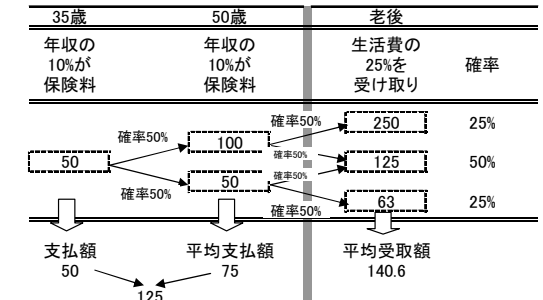 35歳 50歳 老後
年収の 年収の 生活費の
10%が 10%が 25%を 確率
保険料 保険料 受け取り
確率50% 250 25%
確率50% 100
確率50%
50 125 50%
確率50%
50
確率50% 63 25%
確率50%
支払額 平均支払額 平均受取額
50 75 140.6
125